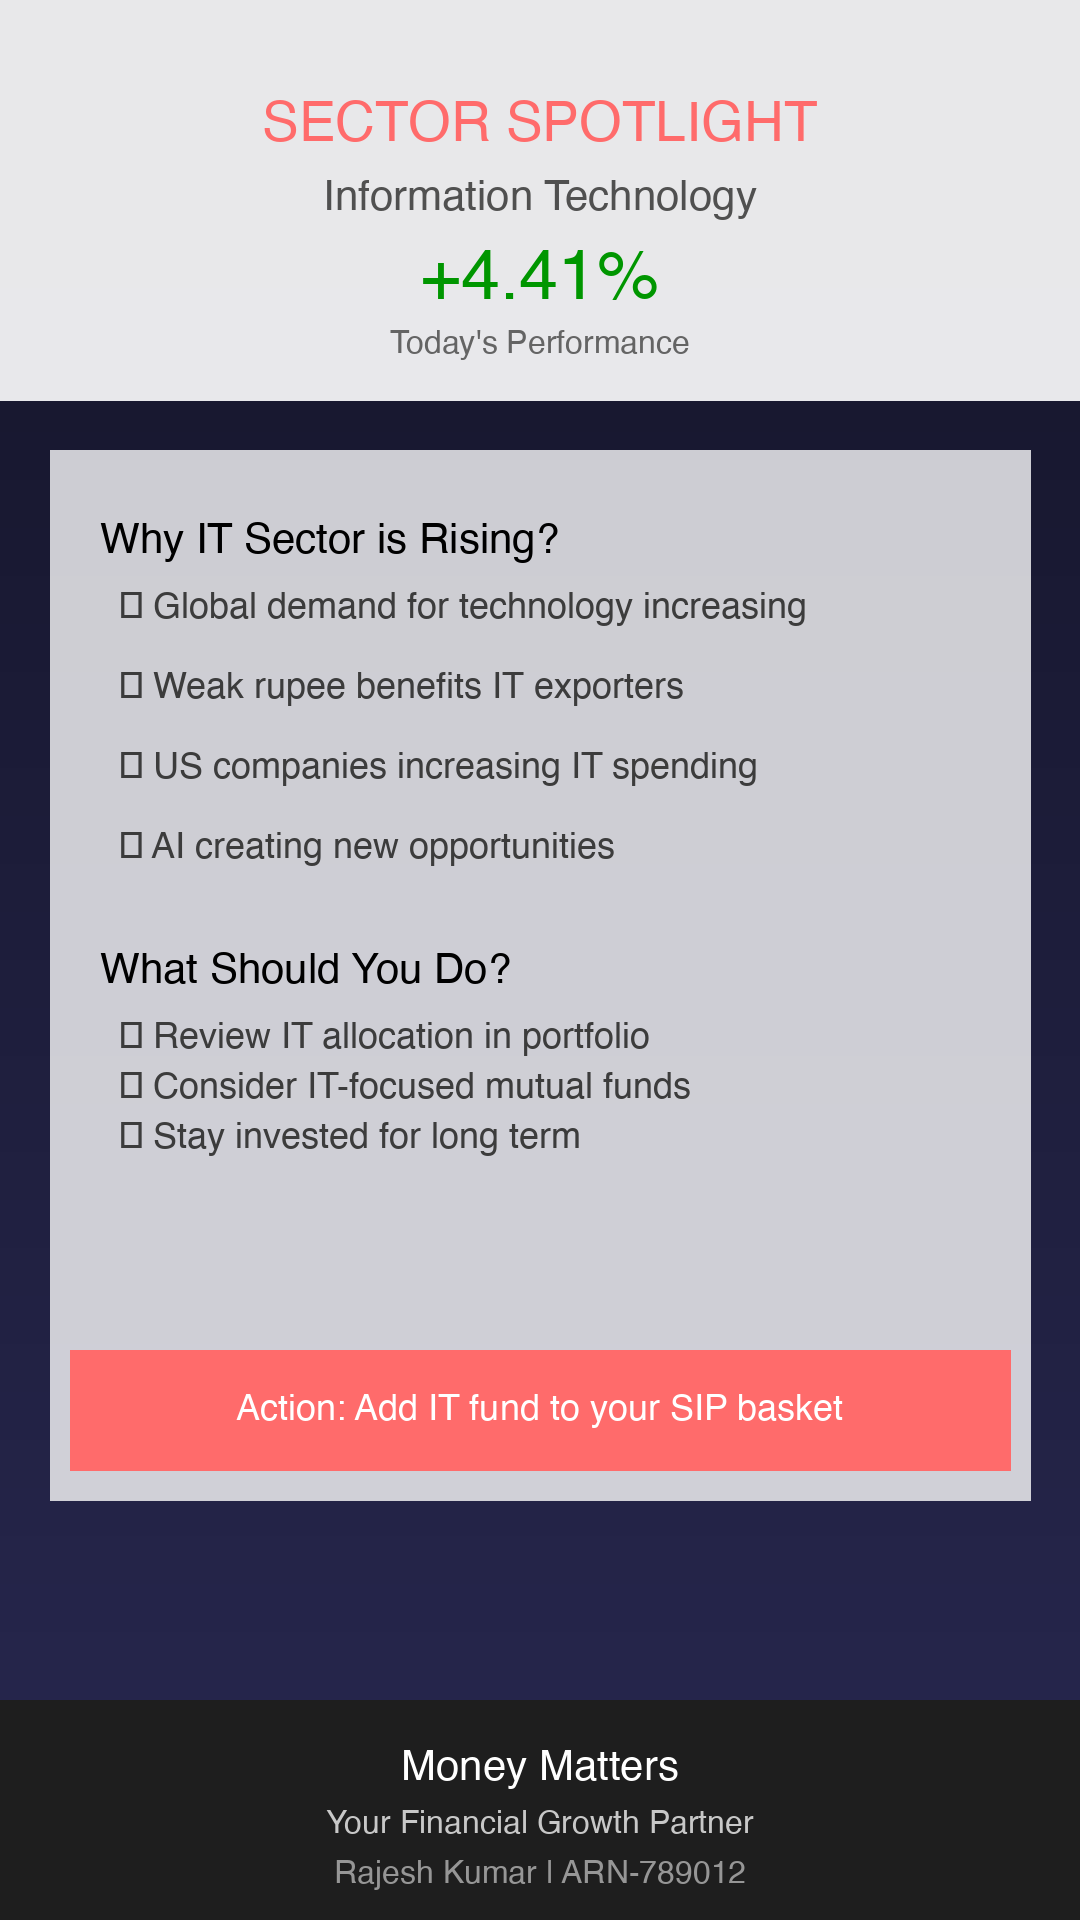 SECTOR SPOTLIGHT
Information Technology
+4.41%
Today's Performance
Why IT Sector is Rising?
□ Global demand for technology increasing
□ Weak rupee benefits IT exporters
□ US companies increasing IT spending
□ AI creating new opportunities
What Should You Do?
□ Review IT allocation in portfolio
□ Consider IT-focused mutual funds
□ Stay invested for long term
Action: Add IT fund to your SIP basket
Money Matters
Your Financial Growth Partner
Rajesh Kumar | ARN-789012